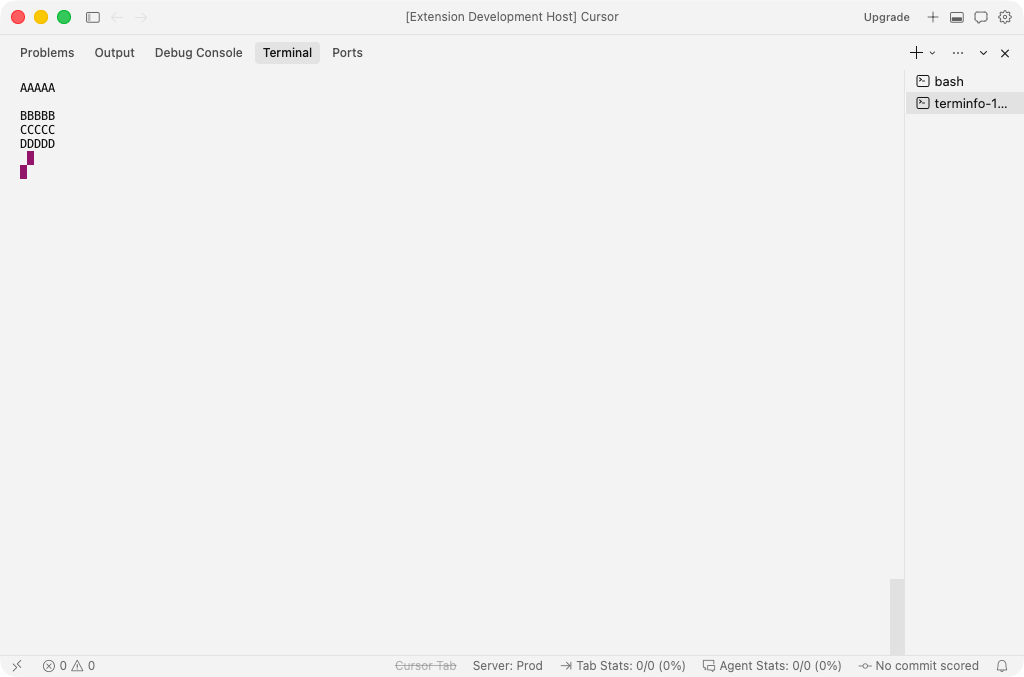 [Extension Development Host] Cursor
Upgrade
Problems Output Debug Console Terminal Ports
bash
terminfo-1...
AAAAA
BBBBB
CCCCC
DDDDD
0 0 Cursor Tab Server: Prod Tab Stats: 0/0 (0%) Agent Stats: 0/0 (0%) No commit scored